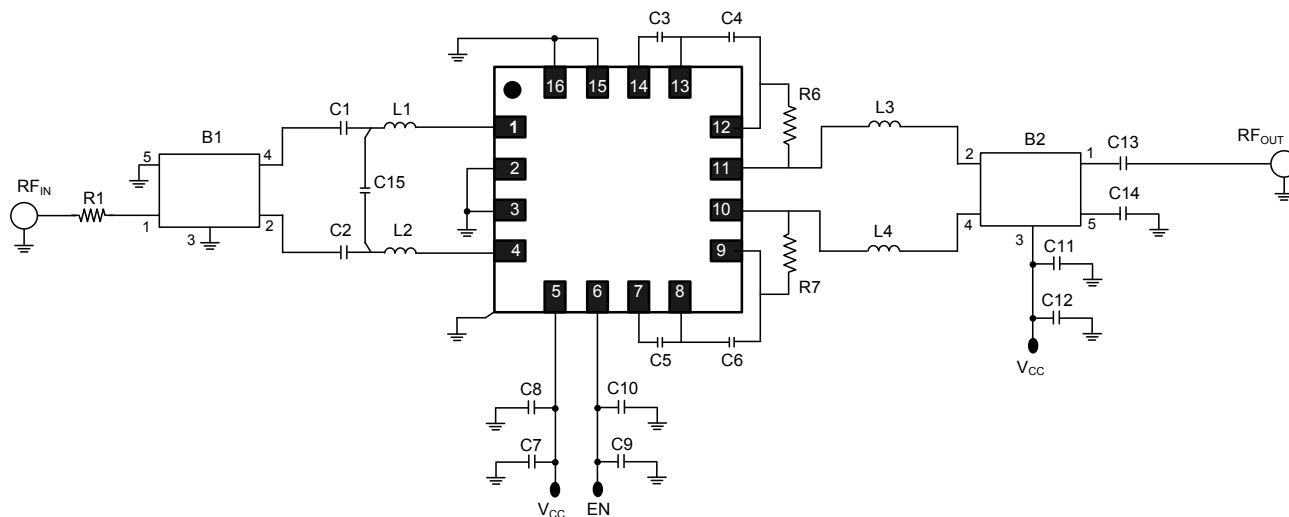 C3 C4
16 15 14 13
R6
C1 L1 1 12 L3
B1 B2
5 4 2 11 2 1 C13 RF_OUT
C15
RF_IN R1 3 10 C14
1 3 2 4 3 5
C2 L2 4 9 L4 C11
R7
5 6 7 8 C12
C5 C6
V_CC
C8 C10
C7 C9
V_CC EN